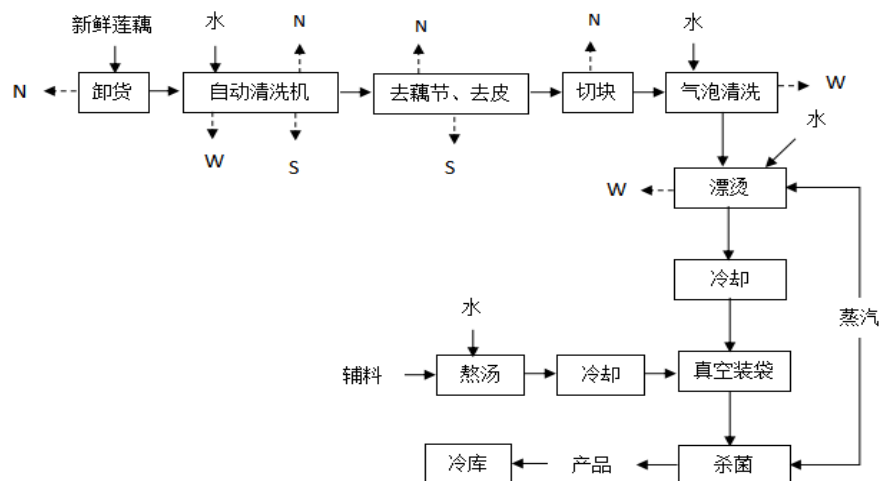 新鲜莲藕
水
N
N
N
水
N
卸货
自动清洗机
去藕节、去皮
切块
气泡清洗
W
W
S
S
水
W
漂烫
冷却
蒸汽
水
辅料
熬汤
冷却
真空装袋
冷库
产品
杀菌